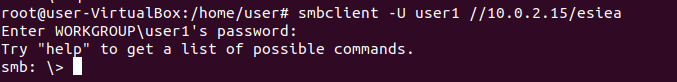 root@user-VirtualBox:/home/user# smbclient -U user1 //10.0.2.15/esiea
Enter WORKGROUP\user1's password:
Try "help" to get a list of possible commands.
smb: \>